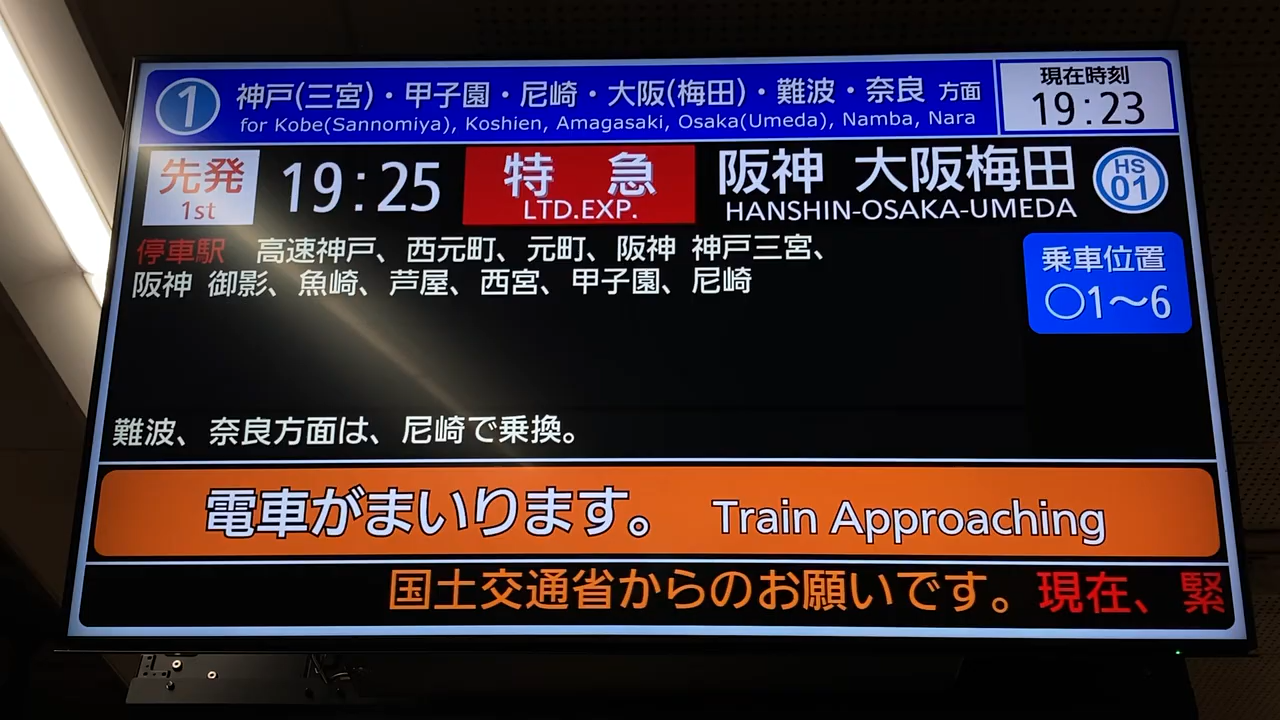 1 神戸(三宮)・甲子園・尼崎・大阪(梅田)・難波・奈良 方面
for Kobe(Sannomiya), Koshien, Amagasaki, Osaka(Umeda), Namba, Nara
現在時刻
19:23
先発
1st
19:25
特 急
LTD.EXP.
阪神 大阪梅田
HANSHIN-OSAKA-UMEDA
HS
01
停車駅 高速神戸、西元町、元町、阪神 神戸三宮、
阪神 御影、魚崎、芦屋、西宮、甲子園、尼崎
乗車位置
○1〜6
難波、奈良方面は、尼崎で乗換。
電車がまいります。 Train Approaching
国土交通省からのお願いです。現在、緊